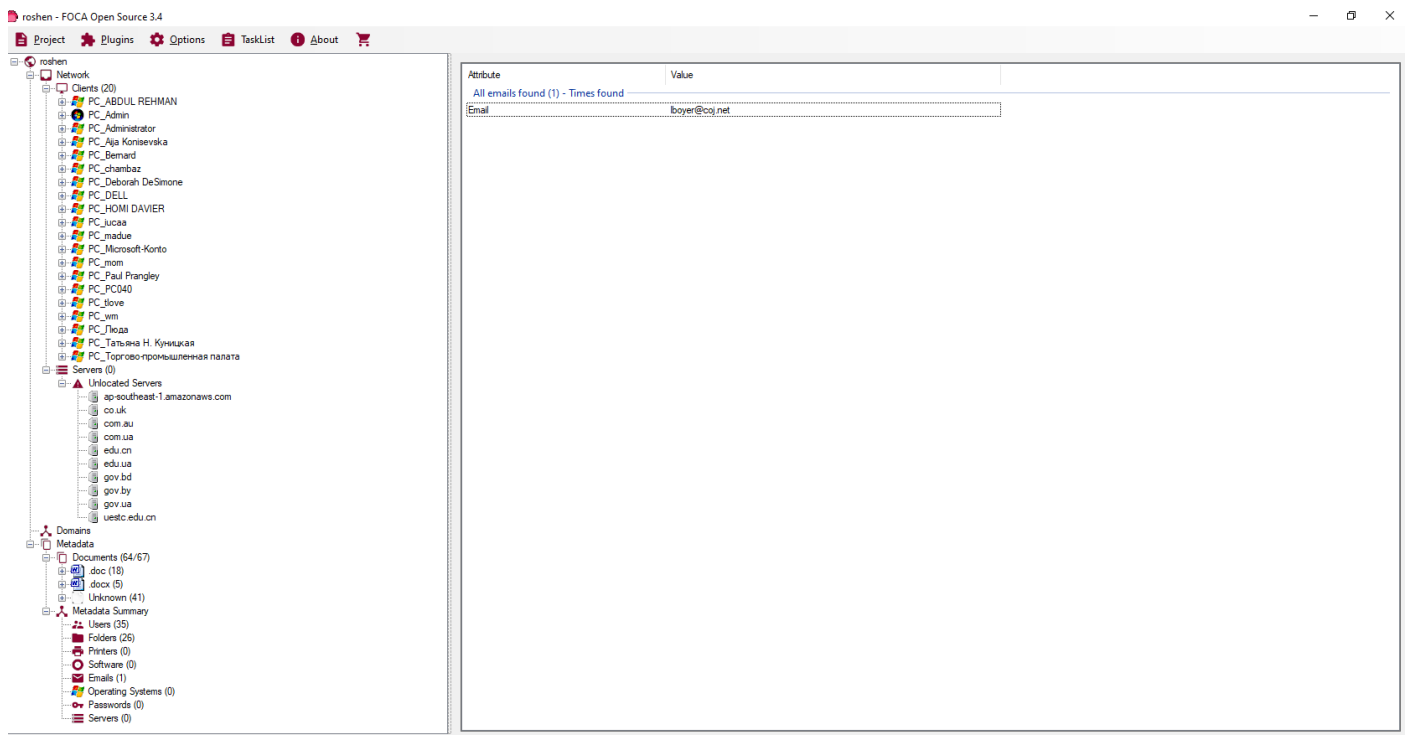 roshen - FOCA Open Source 3.4
Project Plugins Options TaskList About
roshen
Network
Clients (20)
PC_ABDUL REHMAN
PC_Admin
PC_Administrator
PC_Aija Konisevska
PC_Bernard
PC_chambaz
PC_Deborah DeSimone
PC_DELL
PC_HOMI DAVIER
PC_iucaa
PC_madue
PC_Microsoft-Konto
PC_mom
PC_Paul Prangley
PC_PC040
PC_tlove
PC_wm
PC_Люда
PC_Татьяна Н. Куницкая
PC_Торгово-промышленная палата
Servers (0)
Unlocated Servers
ap-southeast-1.amazonaws.com
co.uk
com.au
com.ua
edu.cn
edu.ua
gov.bd
gov.by
gov.ua
uestc.edu.cn
Domains
Metadata
Documents (64/67)
.doc (18)
.docx (5)
Unknown (41)
Metadata Summary
Users (35)
Folders (26)
Printers (0)
Software (0)
Emails (1)
Operating Systems (0)
Passwords (0)
Servers (0)
Attribute Value
All emails found (1) - Times found
Email lboyer@coj.net